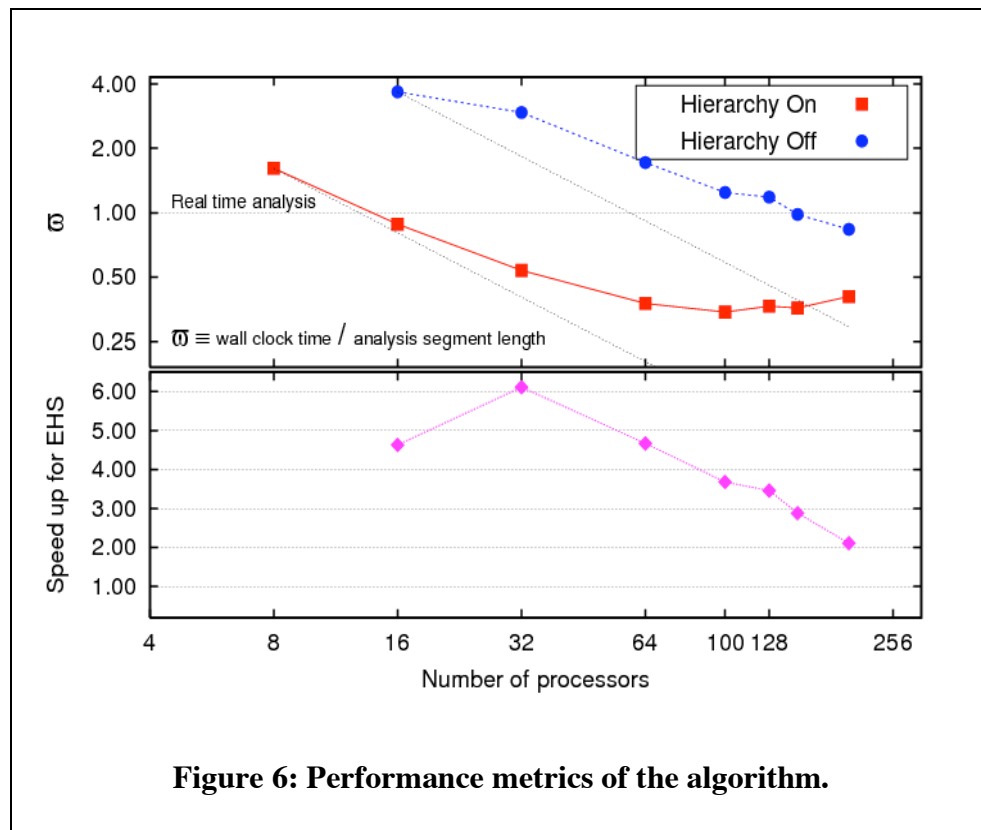 4.00
2.00
1.00
0.50
0.25
ϖ
Hierarchy On
Hierarchy Off
Real time analysis
ϖ ≡ wall clock time / analysis segment length
6.00
5.00
4.00
3.00
2.00
1.00
Speed up for EHS
4 8 16 32 64 100 128 256
Number of processors
Figure 6: Performance metrics of the algorithm.